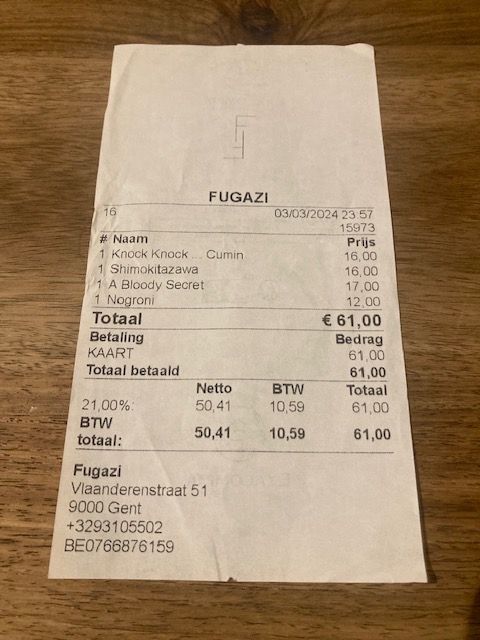 FUGAZI
16 03/03/2024 23:57
15973
# Naam Prijs
1 Knock Knock ... Cumin 16,00
1 Shimokitazawa 16,00
1 A Bloody Secret 17,00
1 Nogroni 12,00
Totaal € 61,00
Betaling Bedrag
KAART 61,00
Totaal betaald 61,00
Netto BTW Totaal
21,00%: 50,41 10,59 61,00
BTW
totaal: 50,41 10,59 61,00
Fugazi
Vlaanderenstraat 51
9000 Gent
+3293105502
BE0766876159